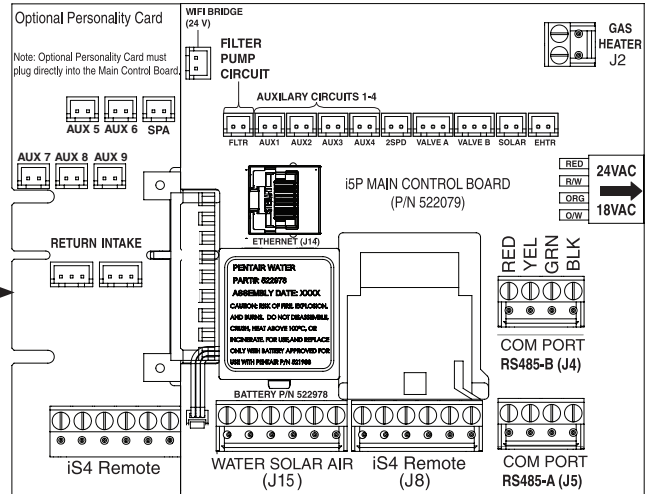 Optional Personality Card
Note: Optional Personality Card must
plug directly into the Main Control Board.
WIFI BRIDGE
(24 V)
FILTER
PUMP
CIRCUIT
GAS
HEATER
J2
AUXILARY CIRCUITS 1-4
AUX 5 AUX 6 SPA
FLTR AUX1 AUX2 AUX3 AUX4 2SPD VALVE A VALVE B SOLAR EHTR
AUX 7 AUX 8 AUX 9
i5P MAIN CONTROL BOARD
(P/N 522079)
RED
R/W
ORG
O/W
24VAC
18VAC
RETURN INTAKE
ETHERNET (J14)
RED YEL GRN BLK
PENTAIR WATER
PART#: 522978
ASSEMBLY DATE: XXXX
CAUTION: RISK OF FIRE, EXPLOSION,
AND BURNS. DO NOT DISASSEMBLE,
CRUSH, HEAT ABOVE 100°C, OR
INCINERATE. FOR USE, AND REPLACE
ONLY WITH BATTERY APPROVED FOR
USE WITH PENTAIR P/N 521988
COM PORT
RS485-B (J4)
BATTERY P/N 522978
iS4 Remote
WATER SOLAR AIR
(J15)
iS4 Remote
(J8)
COM PORT
RS485-A (J5)